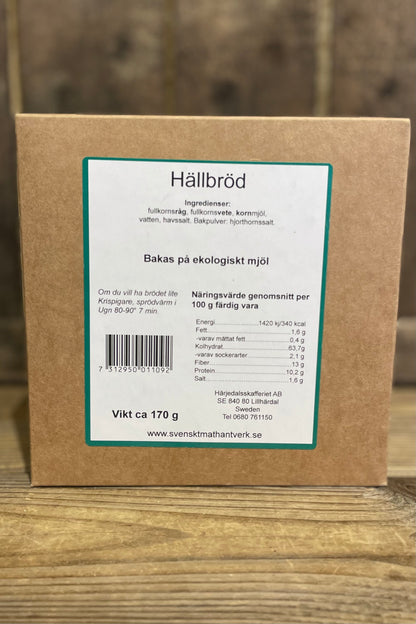 Hällbröd
Ingredienser:
fullkornsråg, fullkornsvete, kornmjöl,
vatten, havssalt. Bakpulver: hjorthornssalt.
Bakas på ekologiskt mjöl
Om du vill ha brödet lite
Krispigare, sprödvärm i
Ugn 80-90° 7 min.
7 312950 011092
Vikt ca 170 g
Näringsvärde genomsnitt per
100 g färdig vara
Energi 1420 kj/340 kcal
Fett 1,6 g
-varav mättat fett 0,4 g
Kolhydrat 63,7g
-varav sockerarter 2,1 g
Fiber 13 g
Protein 10,2 g
Salt 1,6 g
Härjedalsskafferiet AB
SE 840 80 Lillhärdal
Sweden
Tel 0680 761150
www.svensktmathantverk.se